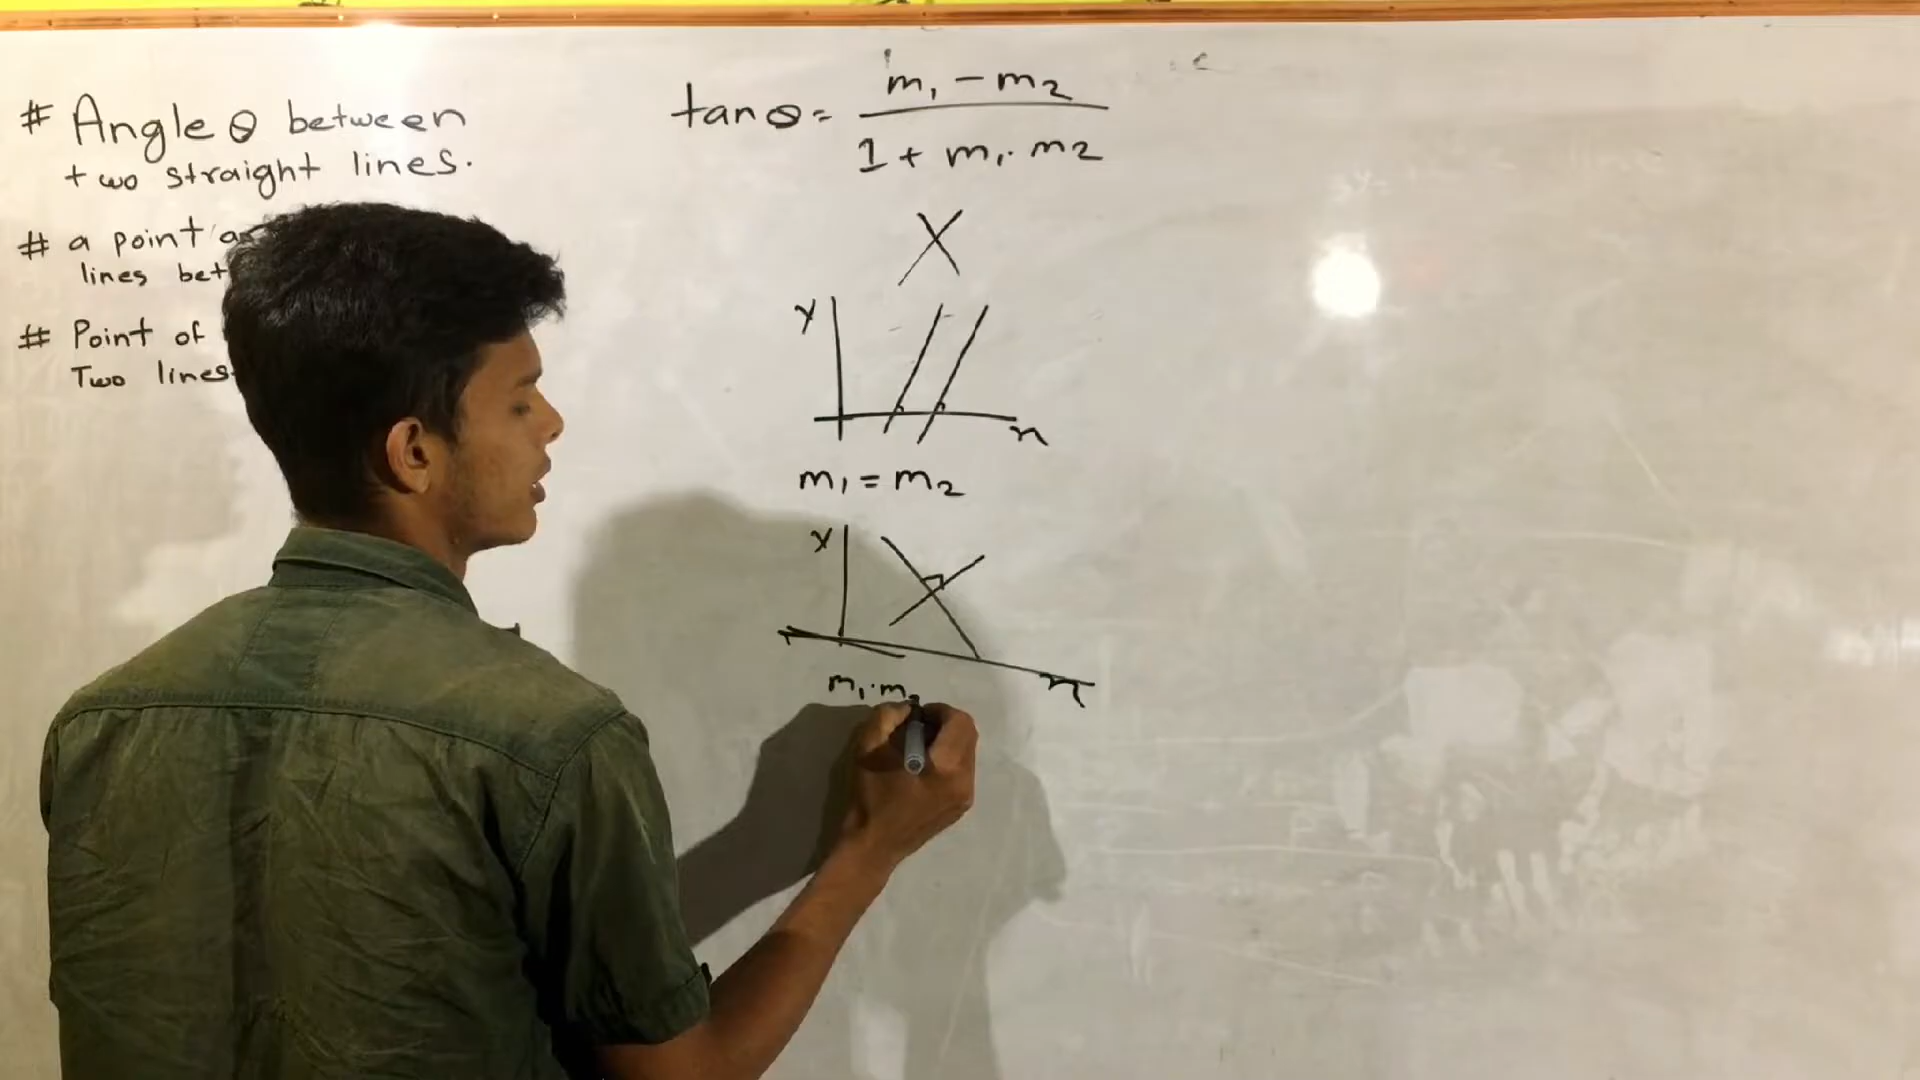 # Angle θ between
two straight lines.
# a point
lines
# Point of
Two lines
tanθ = m₁ - m₂ / 1 + m₁. m₂
Y
n
m₁ = m₂
Y
n
m₁. m₂